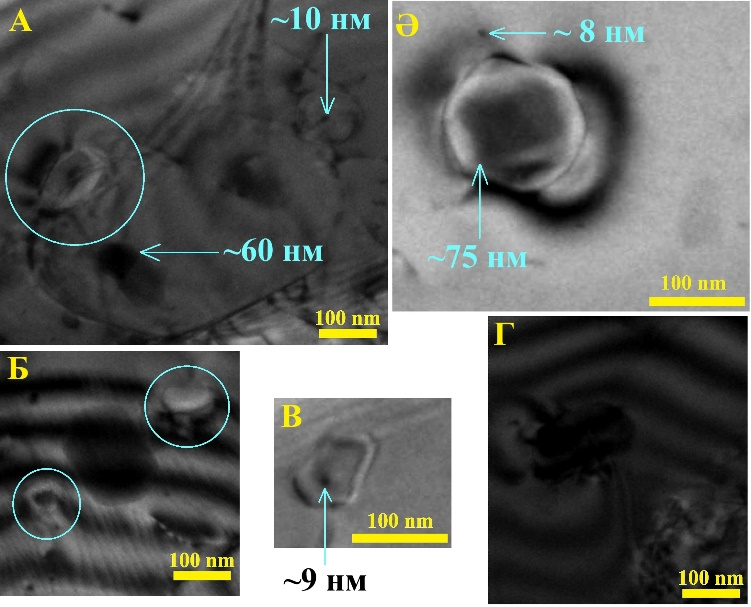 А
~10 нм
~60 нм
100 nm
Ә
~ 8 нм
~75 нм
100 nm
Б
100 nm
В
100 nm
~9 нм
Г
100 nm